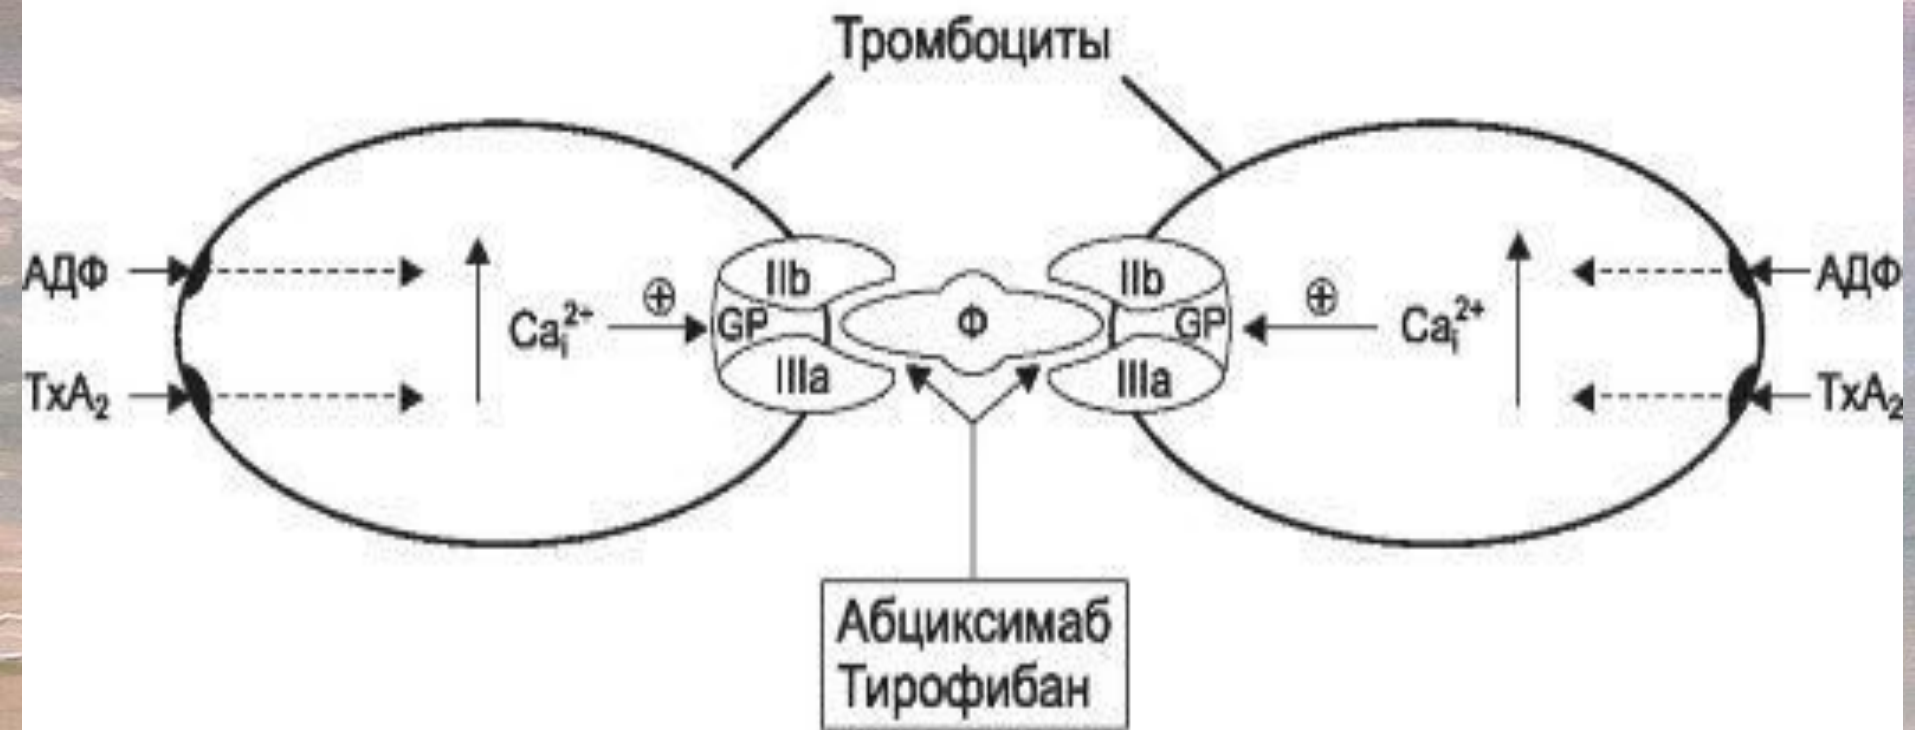 Тромбоциты
АДФ
TxA₂
Ca²⁺ᵢ
⊕
IIb
GP
IIIa
Ф
IIb
GP
IIIa
⊕
Ca²⁺ᵢ
АДФ
TxA₂
Абциксимаб
Тирофибан